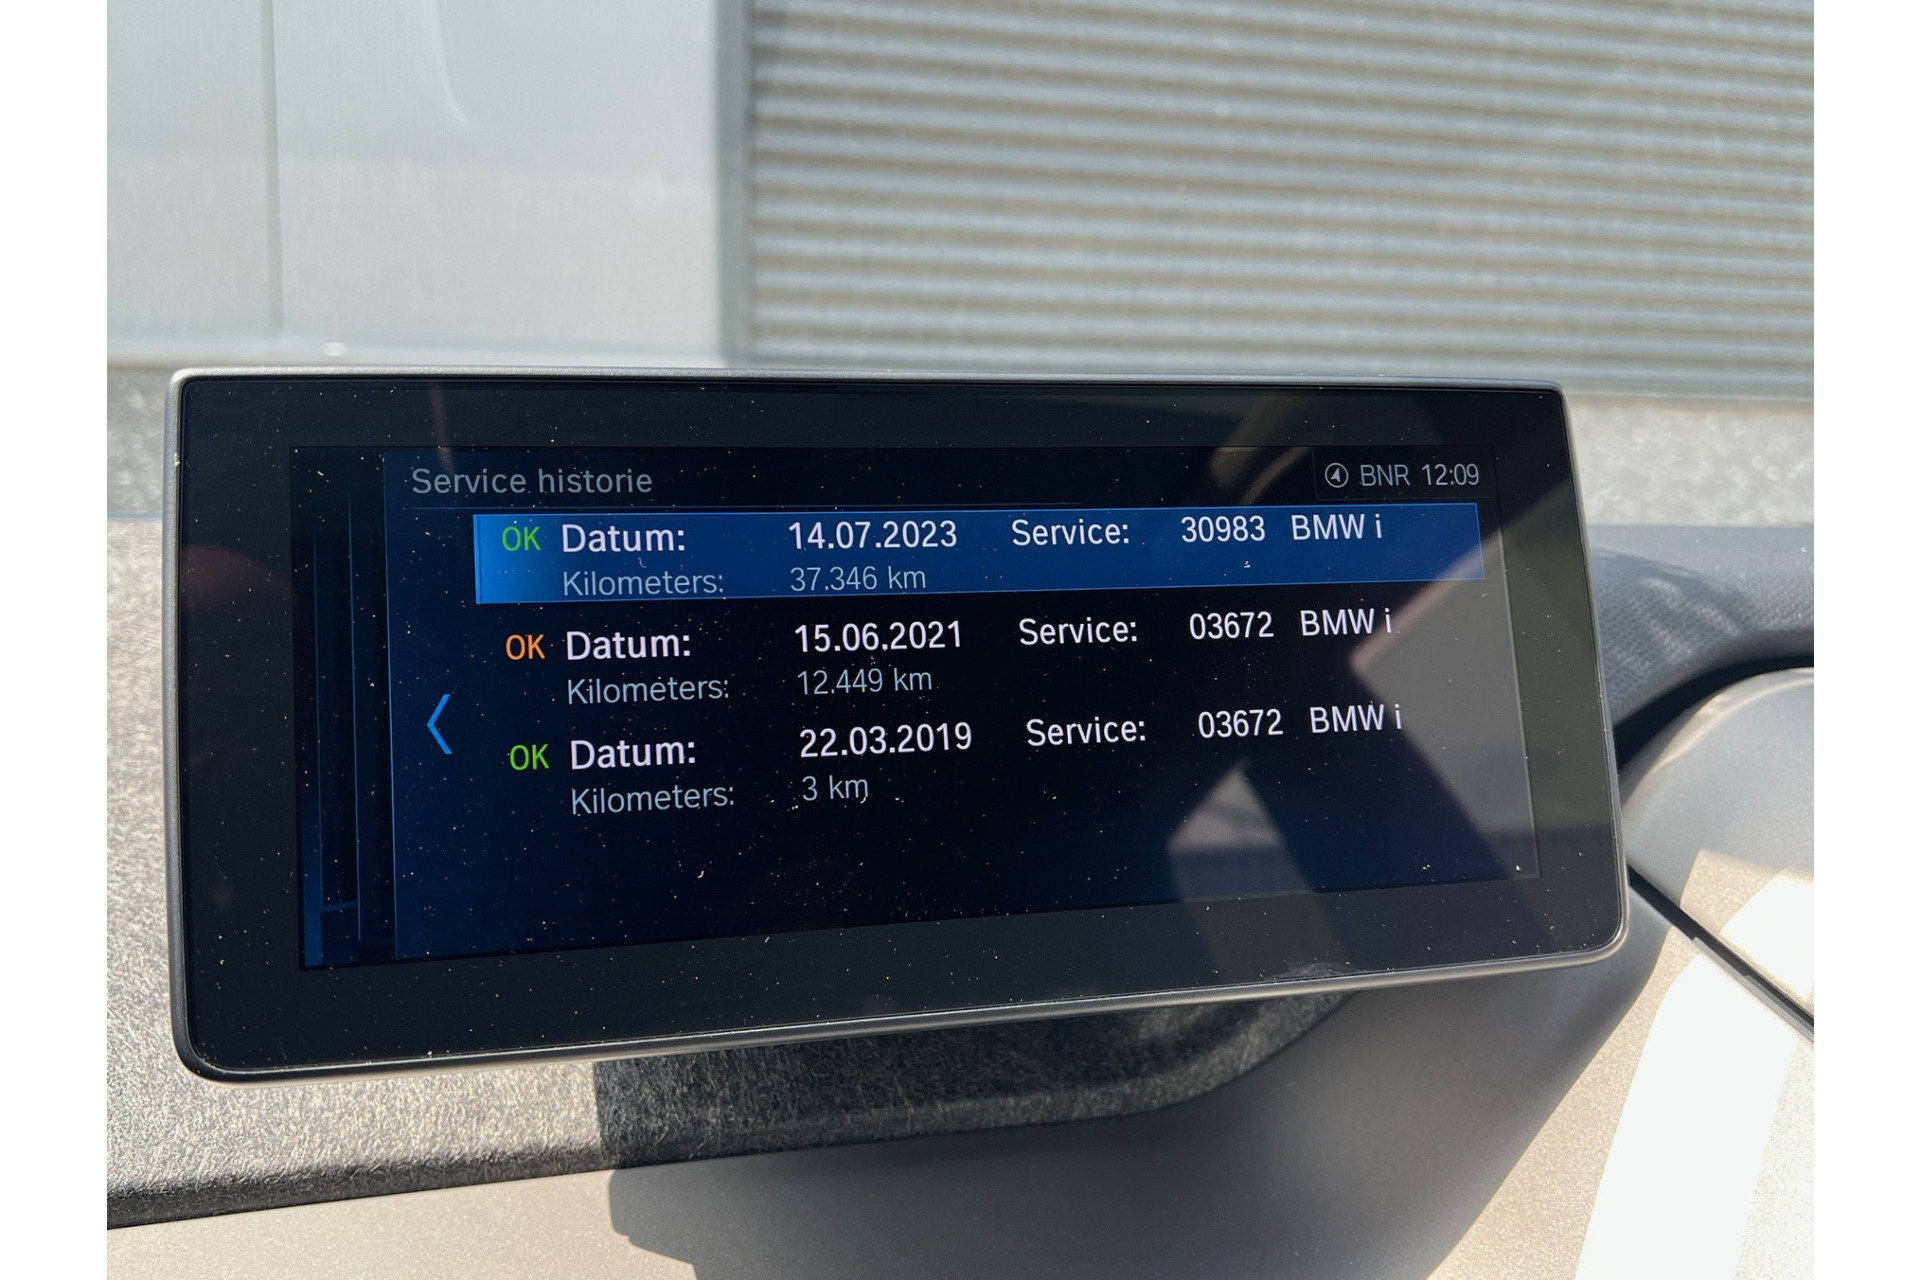 Service historie BNR 12:09
OK Datum: 14.07.2023 Service: 30983 BMW i
Kilometers: 37.346 km
OK Datum: 15.06.2021 Service: 03672 BMW i
Kilometers: 12.449 km
OK Datum: 22.03.2019 Service: 03672 BMW i
Kilometers: 3 km